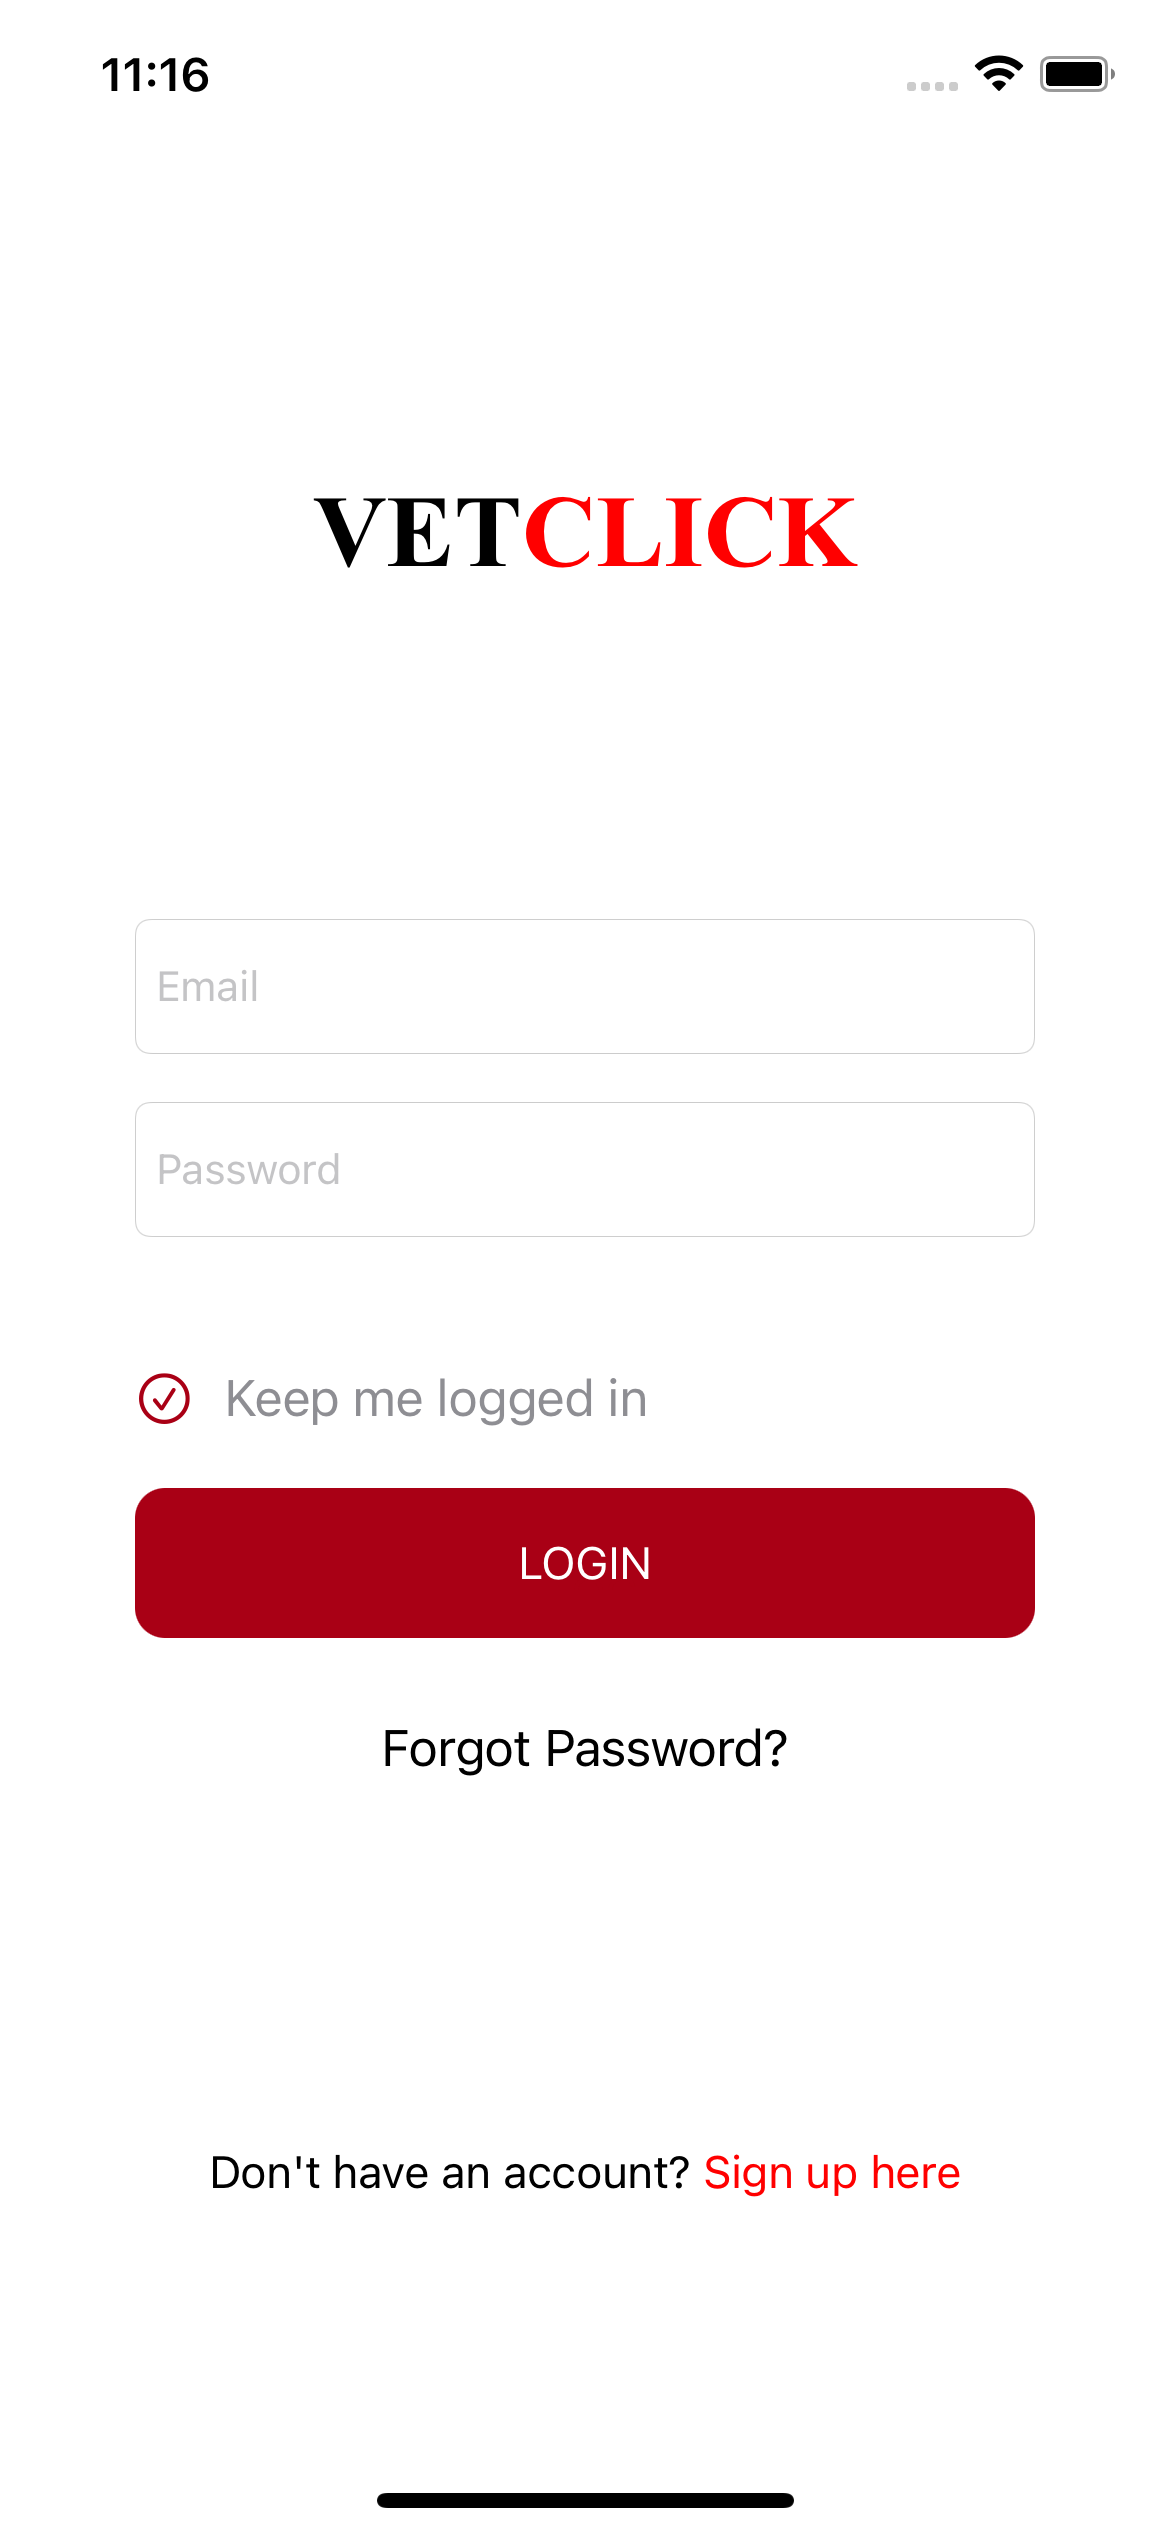 11:16
VETCLICK
Email
Password
Keep me logged in
LOGIN
Forgot Password?
Don't have an account? Sign up here